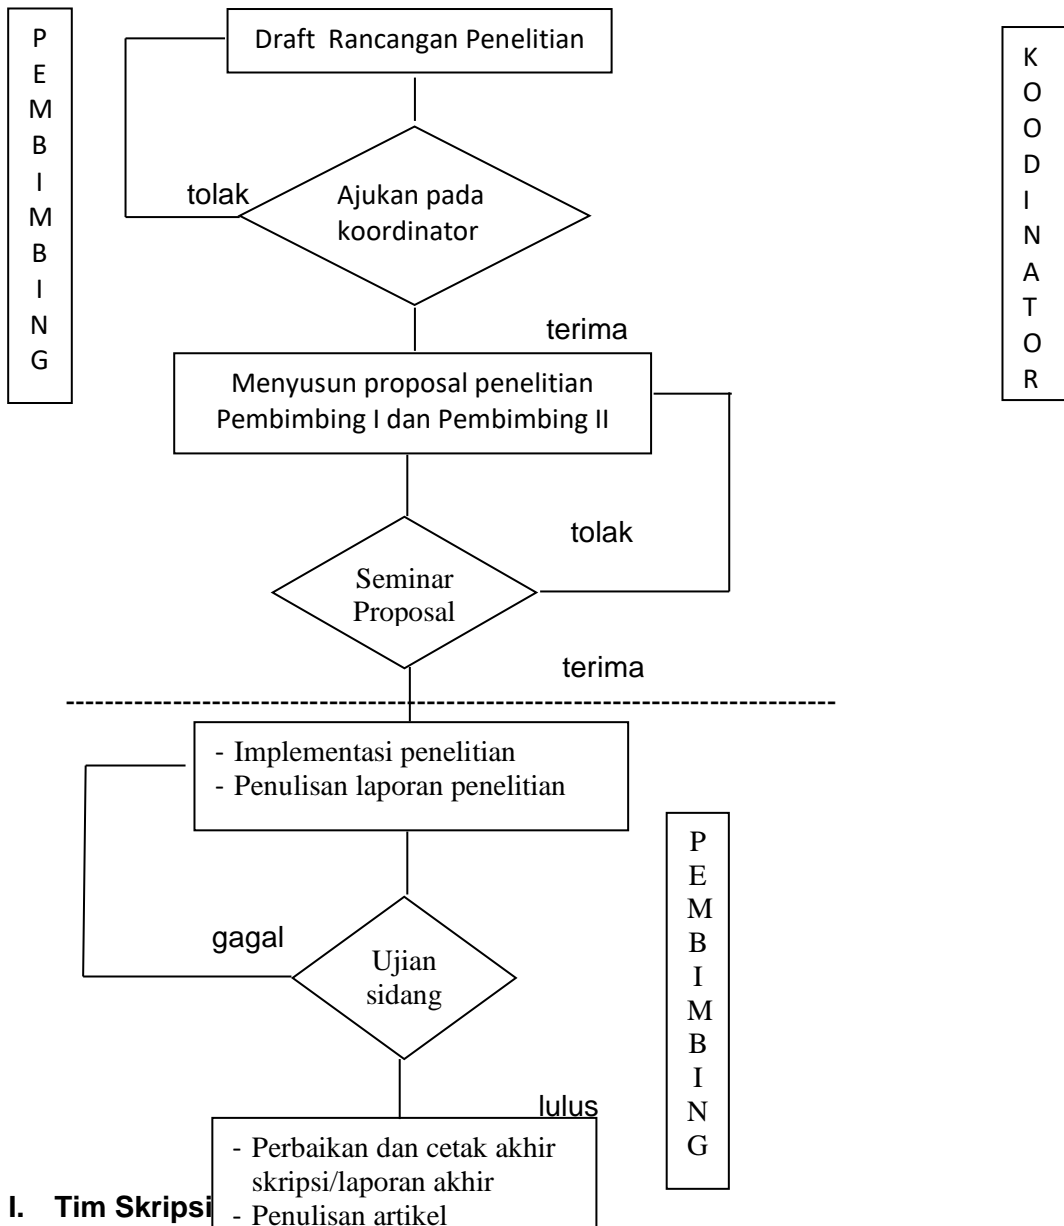 P
E
M
B
I
M
B
I
N
G
Draft Rancangan Penelitian
K
O
O
D
I
N
A
T
O
R
tolak
Ajukan pada
koordinator
terima
Menyusun proposal penelitian
Pembimbing I dan Pembimbing II
tolak
Seminar
Proposal
terima
- Implementasi penelitian
- Penulisan laporan penelitian
P
E
M
B
I
M
B
I
N
G
gagal
Ujian
sidang
lulus
- Perbaikan dan cetak akhir
skripsi/laporan akhir
- Penulisan artikel
I. Tim Skripsi